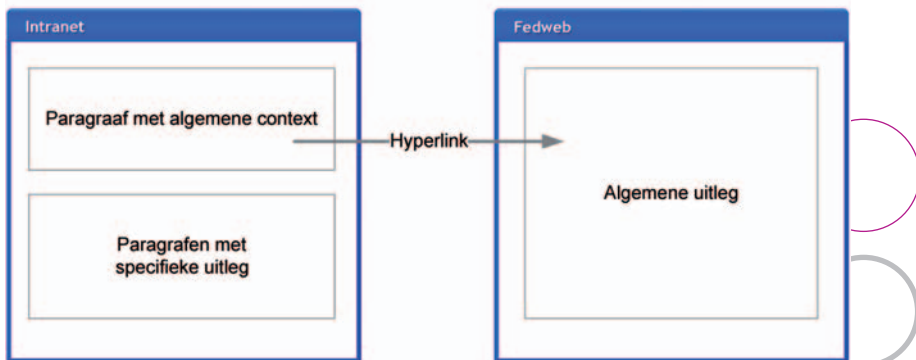 Intranet
Paragraaf met algemene context
Paragrafen met
specifieke uitleg
Hyperlink
Fedweb
Algemene uitleg